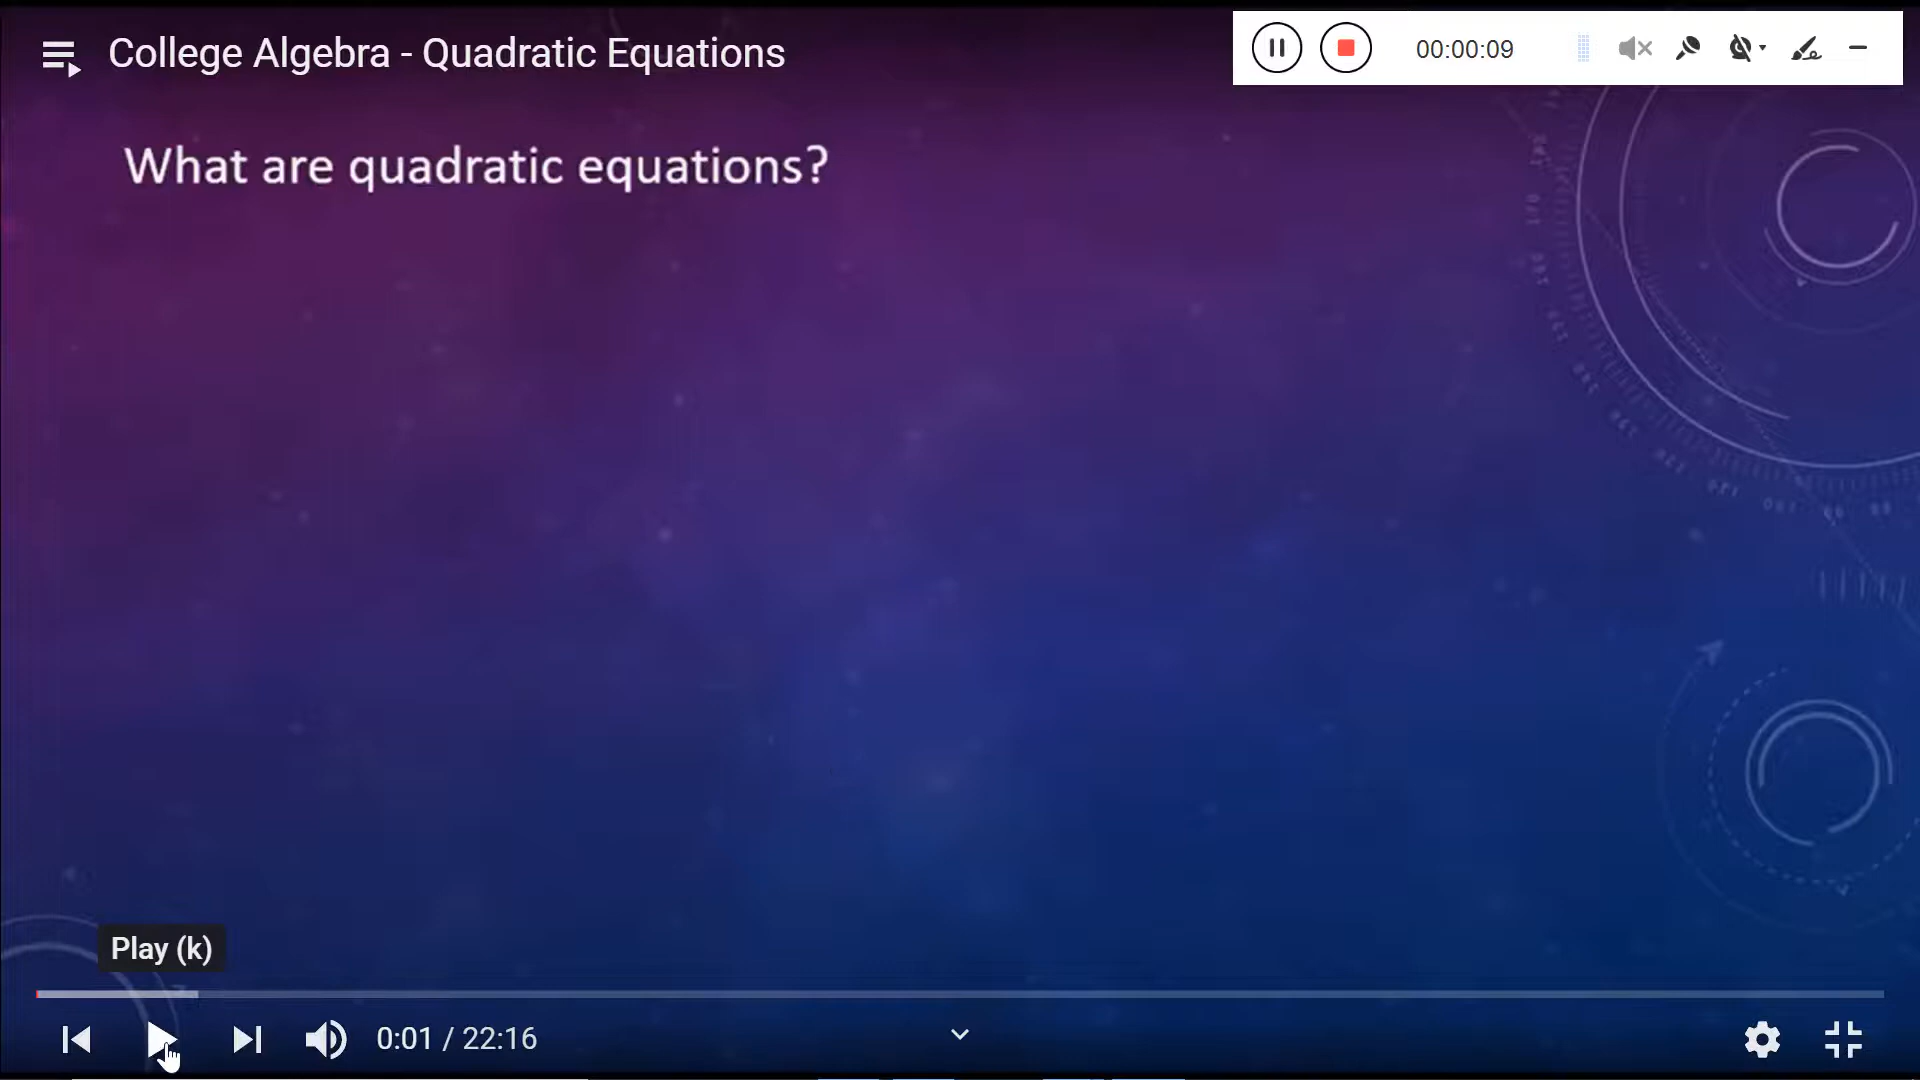 College Algebra - Quadratic Equations
00:00:09
What are quadratic equations?
Play (k)
0:01 / 22:16